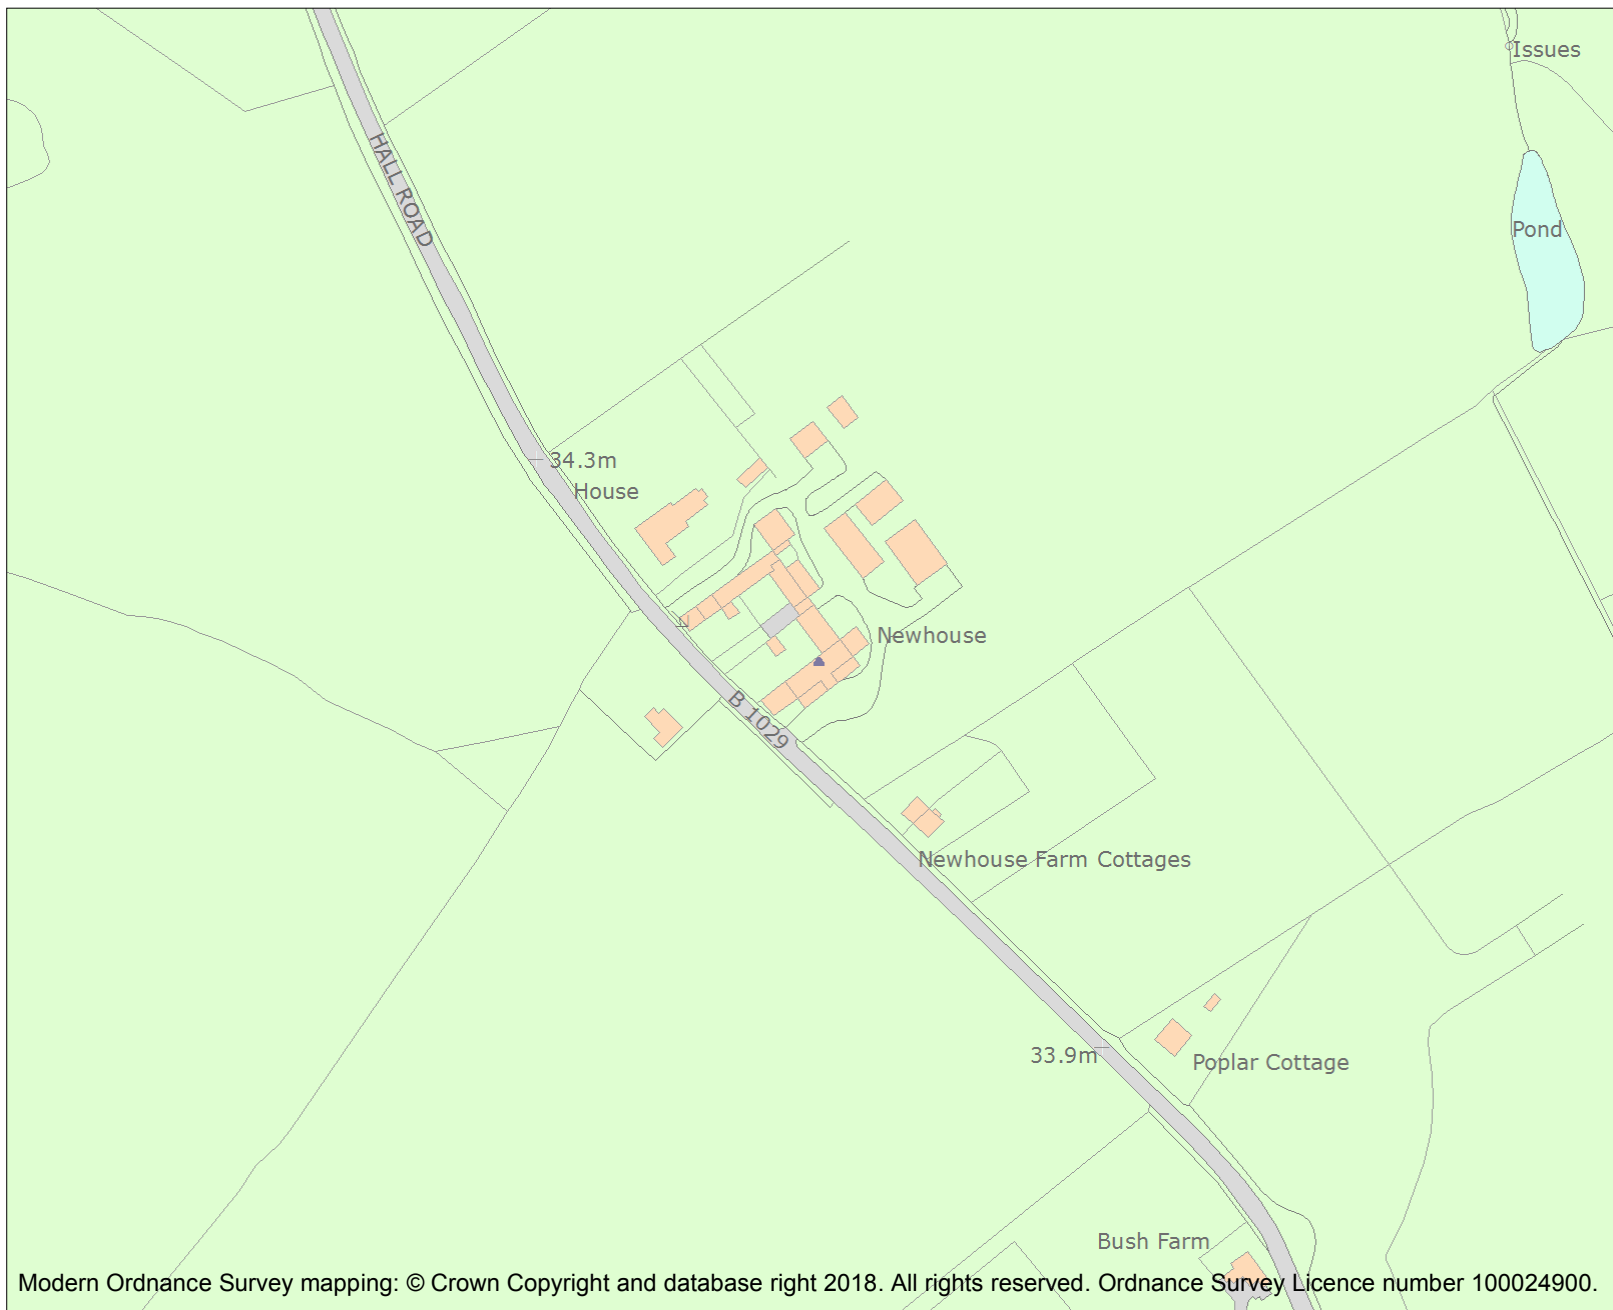 Issues
HALL ROAD
Pond
34.3m
House
Newhouse
B 1029
Newhouse Farm Cottages
33.9m
Poplar Cottage
Bush Farm
Modern Ordnance Survey mapping: © Crown Copyright and database right 2018. All rights reserved. Ordnance Survey Licence number 100024900.